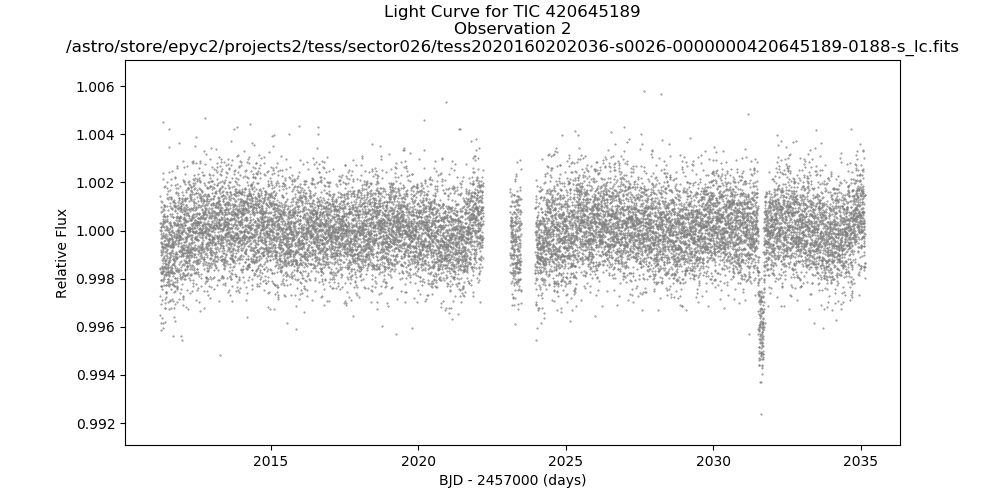 Light Curve for TIC 420645189
Observation 2
/astro/store/epyc2/projects2/tess/sector026/tess2020160202036-s0026-0000000420645189-0188-s_lc.fits
1.006
1.004
1.002
1.000
0.998
0.996
0.994
0.992
Relative Flux
2015
2020
2025
2030
2035
BJD - 2457000 (days)